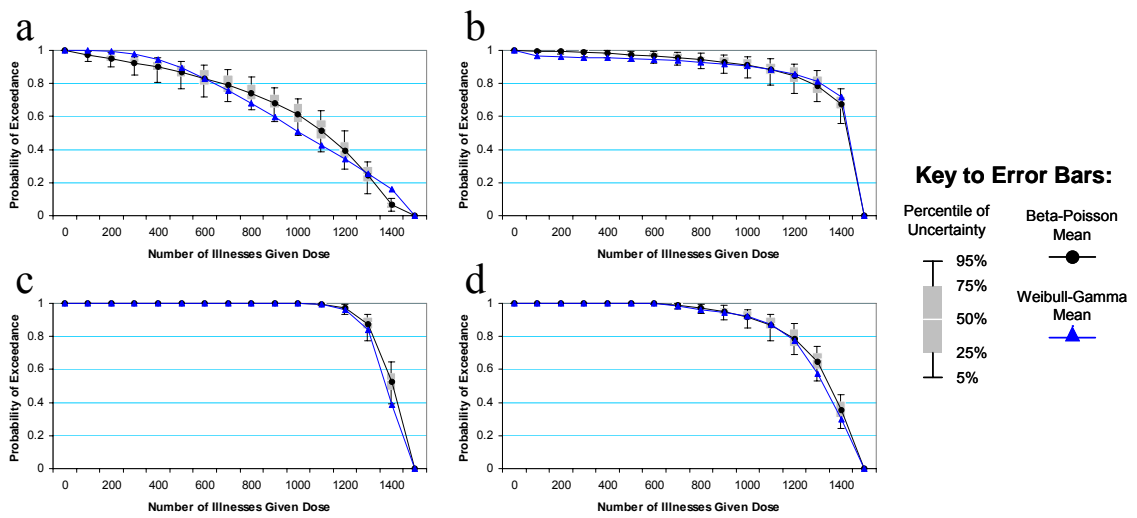 a
1
0.8
0.6
0.4
0.2
0
Probability of Exceedance
0 200 400 600 800 1000 1200 1400
Number of Illnesses Given Dose
b
1
0.8
0.6
0.4
0.2
0
Probability of Exceedance
0 200 400 600 800 1000 1200 1400
Number of Illnesses Given Dose
c
1
0.8
0.6
0.4
0.2
0
Probability of Exceedance
0 200 400 600 800 1000 1200 1400
Number of Illnesses Given Dose
d
1
0.8
0.6
0.4
0.2
0
Probability of Exceedance
0 200 400 600 800 1000 1200 1400
Number of Illnesses Given Dose
Key to Error Bars:
Percentile of
Uncertainty
95%
75%
50%
25%
5%
Beta-Poisson
Mean
Weibull-Gamma
Mean